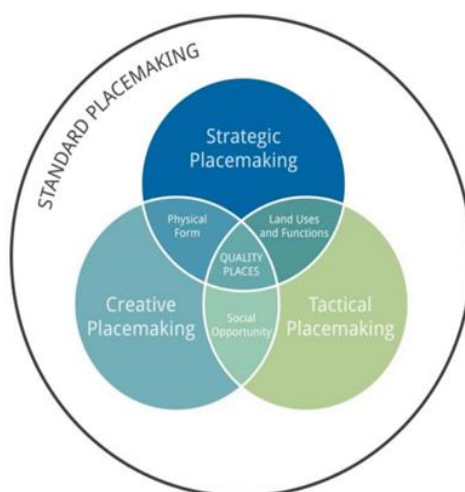 STANDARD PLACEMAKING
Strategic
Placemaking
Physical
Form
Land Uses
and Functions
QUALITY
PLACES
Creative
Placemaking
Social
Opportunity
Tactical
Placemaking